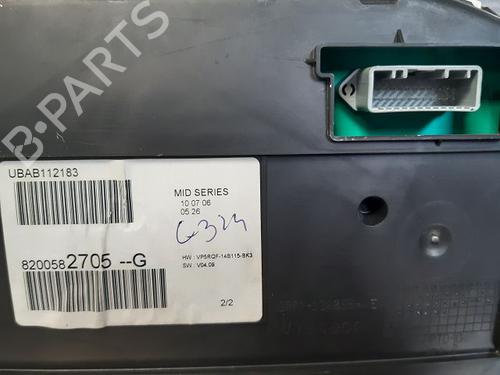 B-PARTS
UBAB112183
MID SERIES
10 07 06
05:26
G324
HW : VP5RQF-14B115-BK3
SW : V04.09
8200582705 --G
2/2